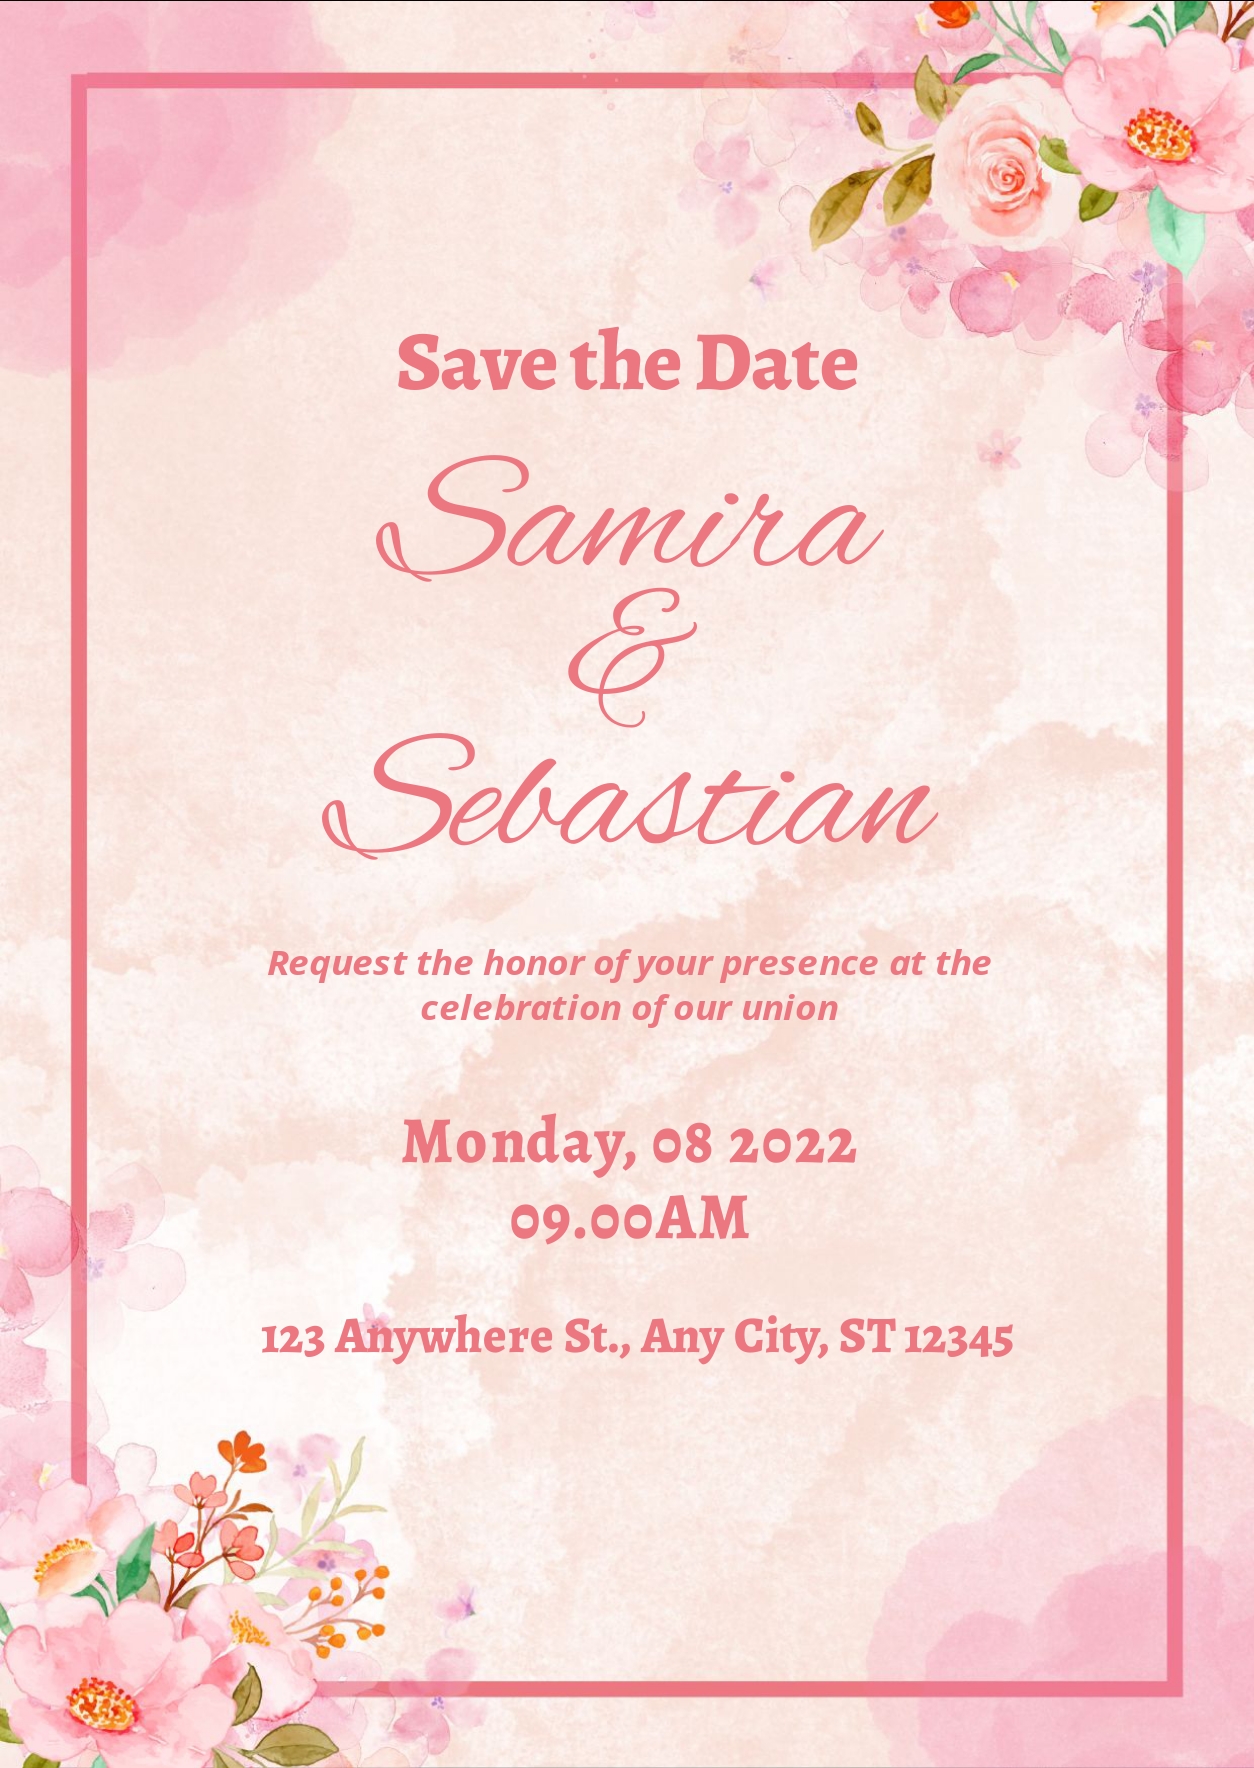 Save the Date
Samira
&
Sebastian
Request the honor of your presence at the
celebration of our union
Monday, 08 2022
09.00AM
123 Anywhere St., Any City, ST 12345